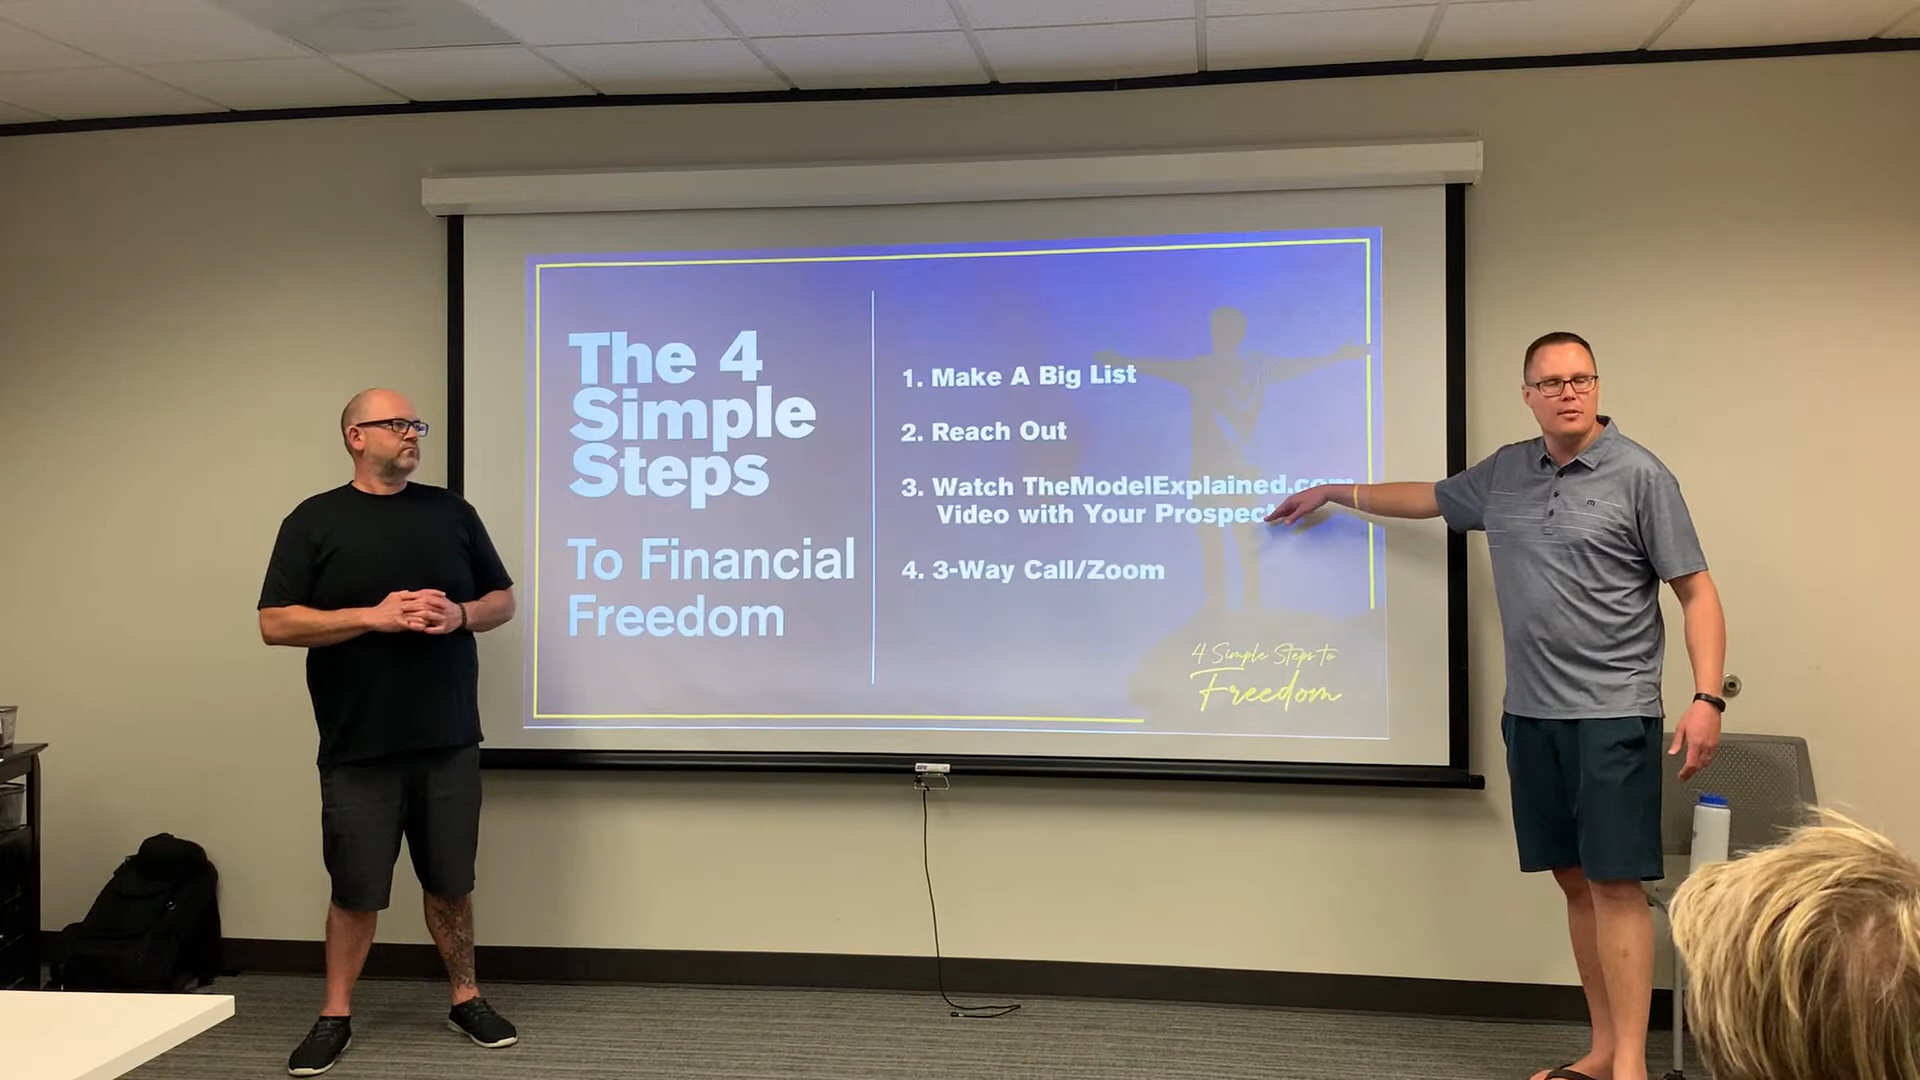 The 4
Simple
Steps
To Financial
Freedom
1. Make A Big List
2. Reach Out
3. Watch TheModelExplained.com
Video with Your Prospect
4. 3-Way Call/Zoom
4 Simple Steps to
Freedom